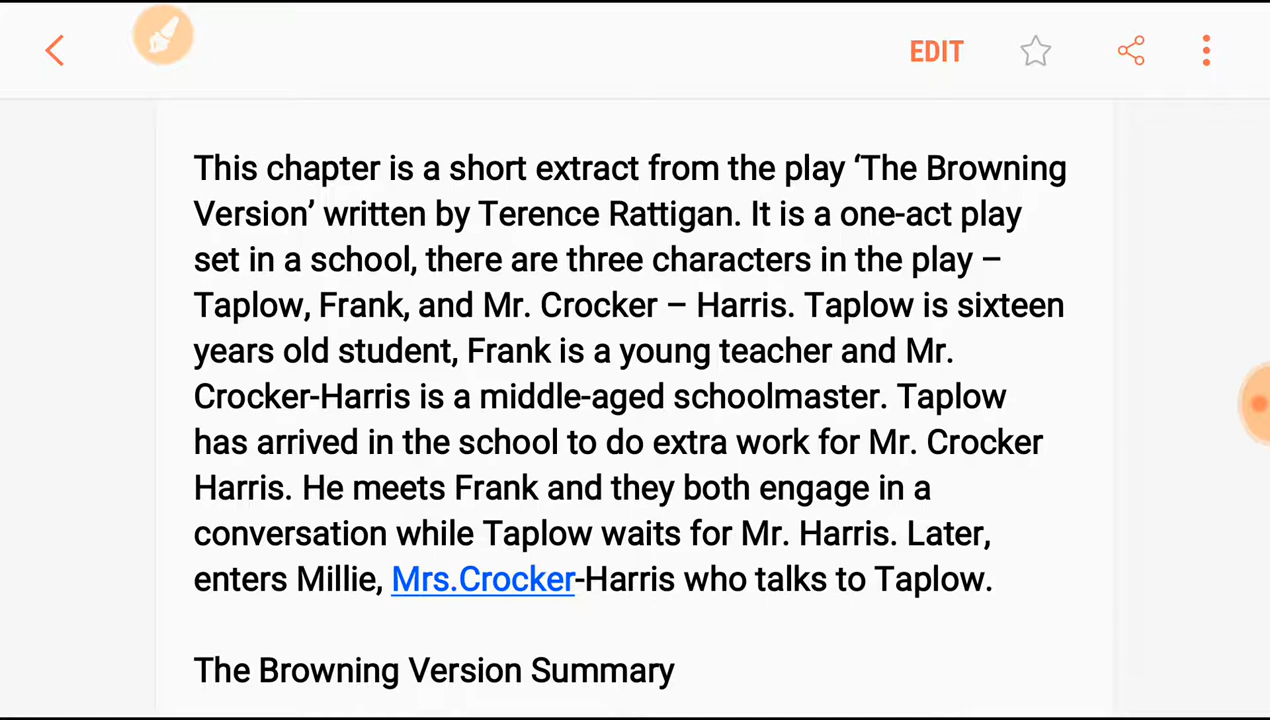 EDIT
This chapter is a short extract from the play ‘The Browning
Version’ written by Terence Rattigan. It is a one-act play
set in a school, there are three characters in the play –
Taplow, Frank, and Mr. Crocker – Harris. Taplow is sixteen
years old student, Frank is a young teacher and Mr.
Crocker-Harris is a middle-aged schoolmaster. Taplow
has arrived in the school to do extra work for Mr. Crocker
Harris. He meets Frank and they both engage in a
conversation while Taplow waits for Mr. Harris. Later,
enters Millie, Mrs.Crocker-Harris who talks to Taplow.
The Browning Version Summary